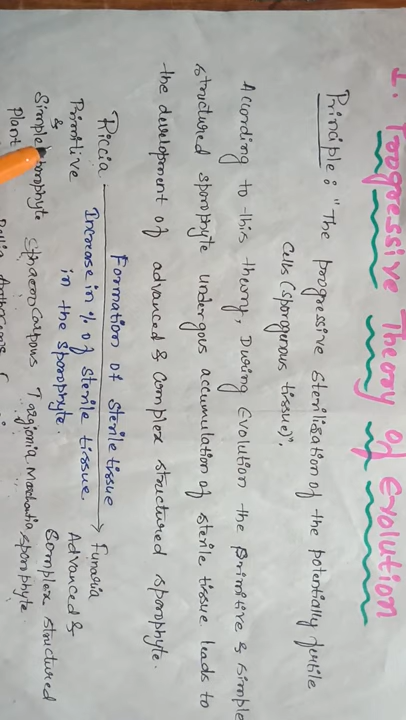 1. Progressive Theory of Evolution
Principle : "The progressive sterilisation of the potentially fertile
Cells (sporogenous tissue)".
According to this theory, During Evolution the primitive & simple
structured sporophyte undergoes accumulation of sterile tissue leads to
the development of advanced & Complex structured sporophyte.
Formation of sterile tissue
Riccia → Funaria
Primitive Increase in % of sterile tissue Advanced &
& in the sporophyte. Complex structured
Simple sporophyte Sphaerocarpous Targionia Marchantia sporophyte.
Plant